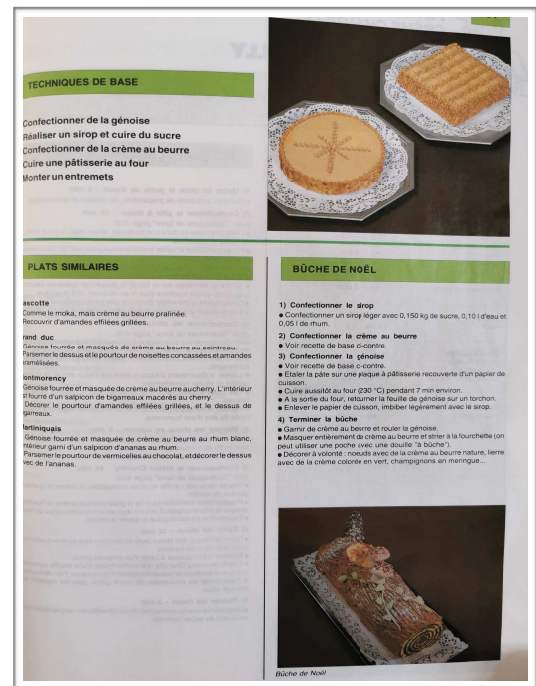 TECHNIQUES DE BASE
Confectionner de la génoise
Réaliser un sirop et cuire du sucre
Confectionner de la crème au beurre
Cuire une pâtisserie au four
Monter un entremets
PLATS SIMILAIRES
ascotte
Comme le moka, mais crème au beurre pralinée.
Recouvrir d'amandes effilées grillées.
rand duc
Génoise fourrée et masquée de crème au beurre au
Parsemer le dessus et le pourtour de noisettes concassées et amandes
ramélisées.
ontmorency
Génoise fourrée et masquée de crème au beurre au cherry. L'intérieur
st fourré d'un salpicon de bigarreaux macérés au cherry.
Décorer le pourtour d'amandes effilées grillées, et le dessus de
garreaux.
artiniquais
Génoise fourrée et masquée de crème au beurre au rhum blanc,
ntérieur garni d'un salpicon d'ananas au rhum.
Parsemer le pourtour de vermicelles au chocolat, et décorer le dessus
vec de l'ananas.
BÛCHE DE NOËL
1) Confectionner le sirop
● Confectionner un sirop léger avec 0,150 kg de sucre, 0,10 l d'eau et
0,05 l de rhum.
2) Confectionner la crème au beurre
● Voir recette de base ci-contre.
3) Confectionner la génoise
● Voir recette de base ci-contre.
● Etaler la pâte sur une plaque à pâtisserie recouverte d'un papier de
cuisson.
● Cuire aussitôt au four (230 °C) pendant 7 min environ.
● A la sortie du four, retourner la feuille de génoise sur un torchon.
● Enlever le papier de cuisson, imbiber légèrement avec le sirop.
4) Terminer la bûche
● Garnir de crème au beurre et rouler la génoise.
● Masquer entièrement de crème au beurre et strier à la fourchette (on
peut utiliser une poche avec une douille "à bûche").
● Décorer à volonté : nœuds avec de la crème au beurre nature, lierre
avec de la crème colorée en vert, champignons en meringue...
Bûche de Noël